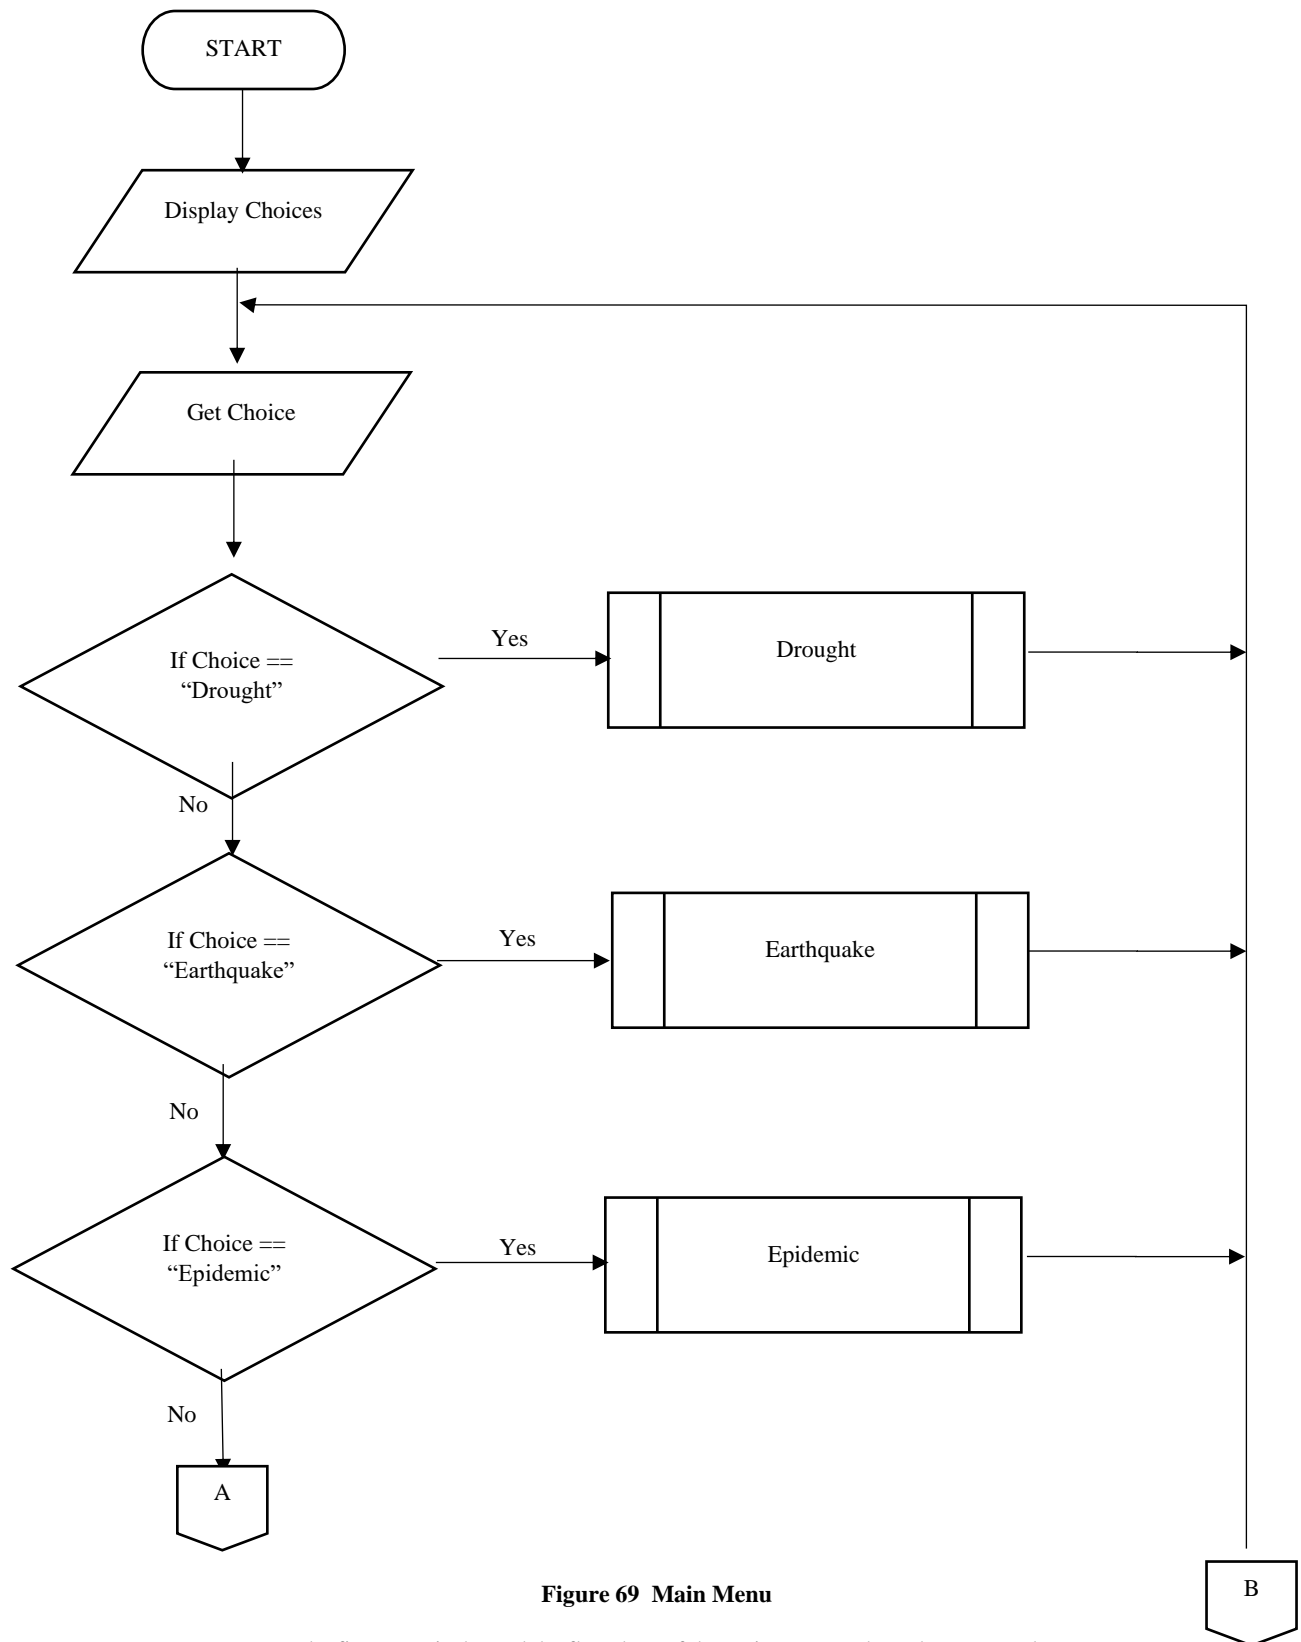 START
Display Choices
Get Choice
If Choice ==
“Drought”
Yes
Drought
No
If Choice ==
“Earthquake”
Yes
Earthquake
No
If Choice ==
“Epidemic”
Yes
Epidemic
No
A
B
Figure 69 Main Menu